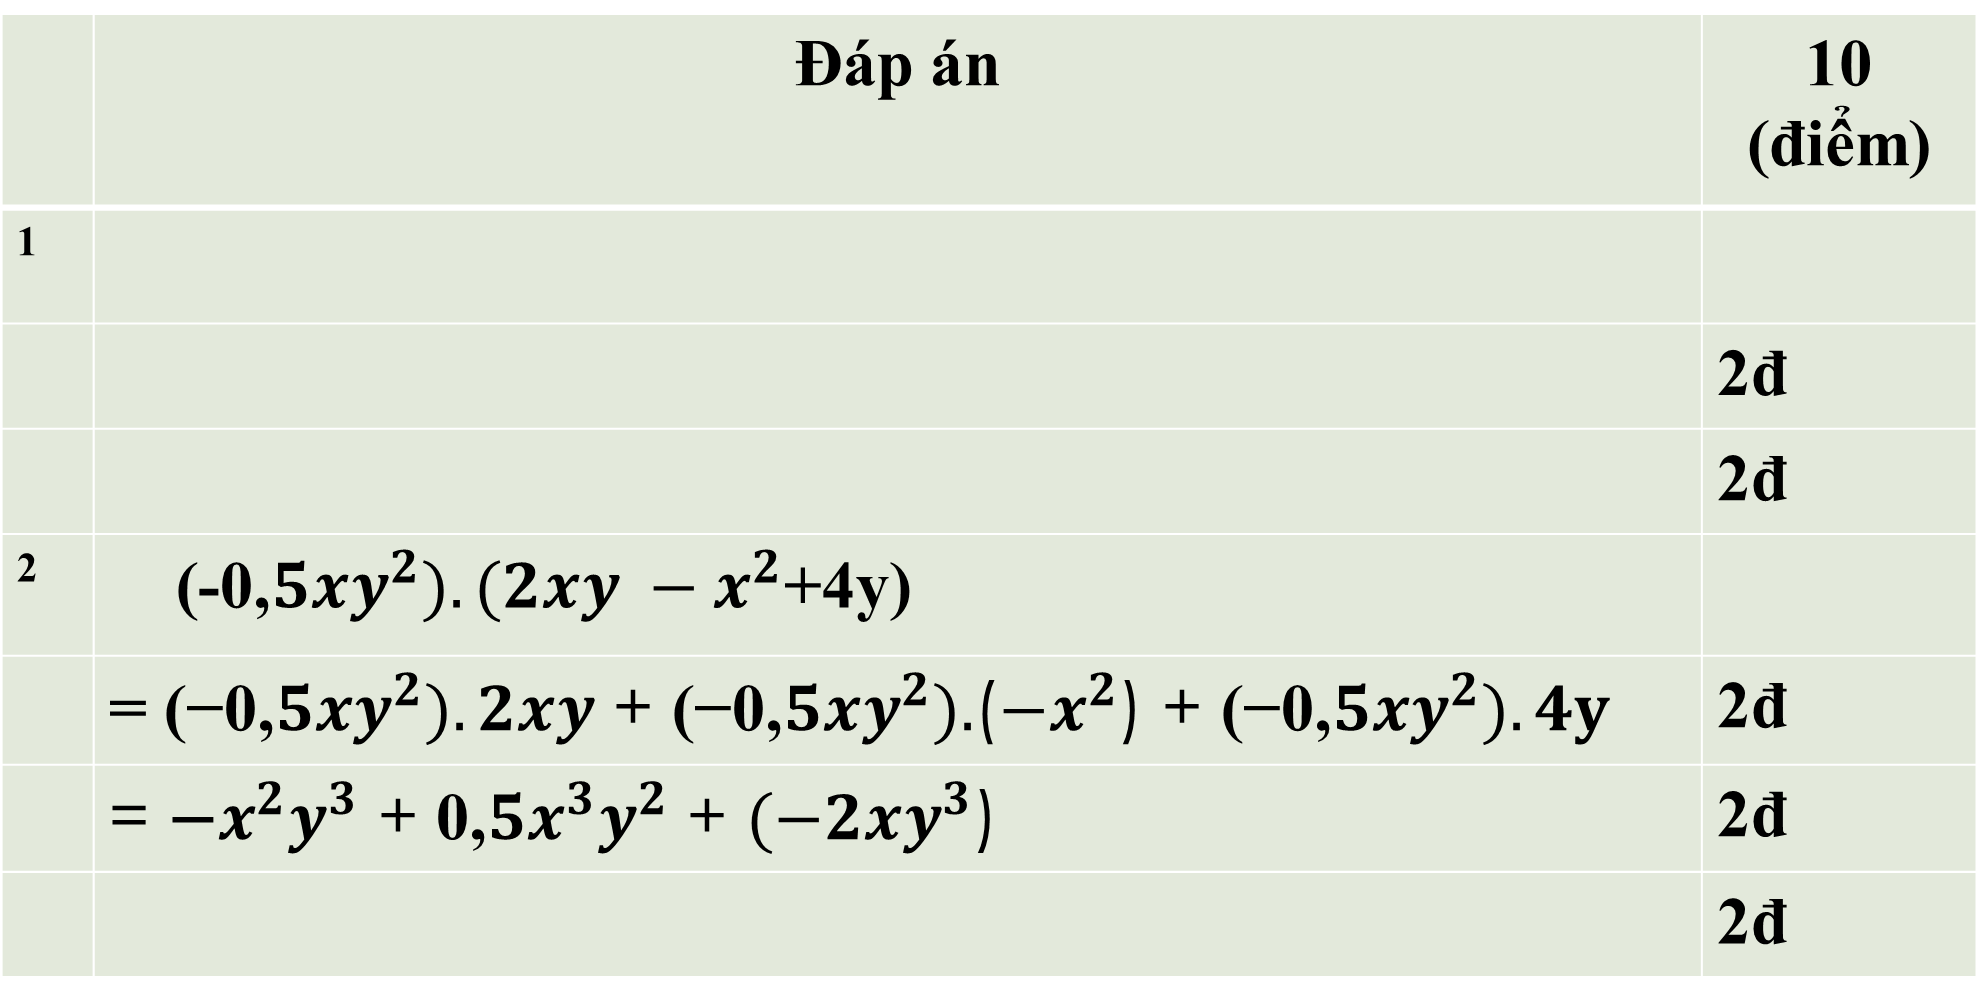 Đáp án
10
(điểm)
1
2đ
2đ
2 (-0,5xy²).(2xy − x²+4y)
= (−0,5xy²).2xy + (−0,5xy²).(−x²) + (−0,5xy²).4y 2đ
= −x²y³ + 0,5x³y² + (−2xy³) 2đ
2đ